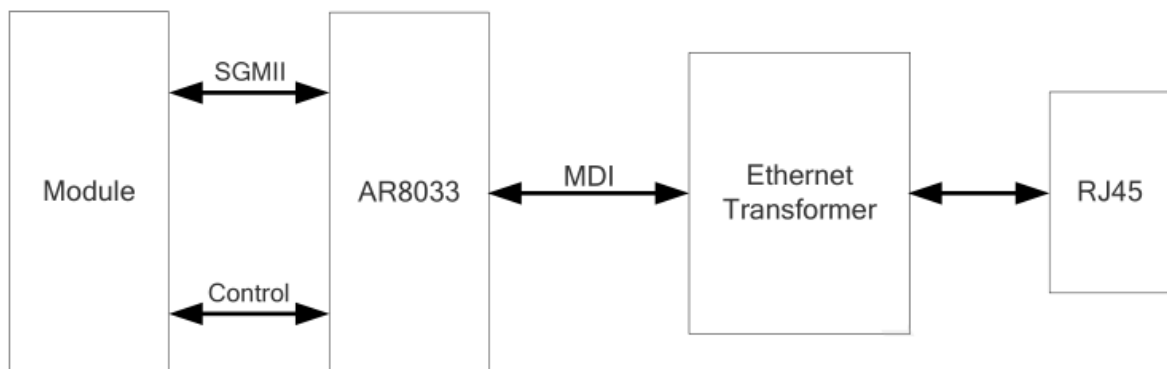 SGMII
Module
AR8033
MDI
Ethernet
Transformer
RJ45
Control